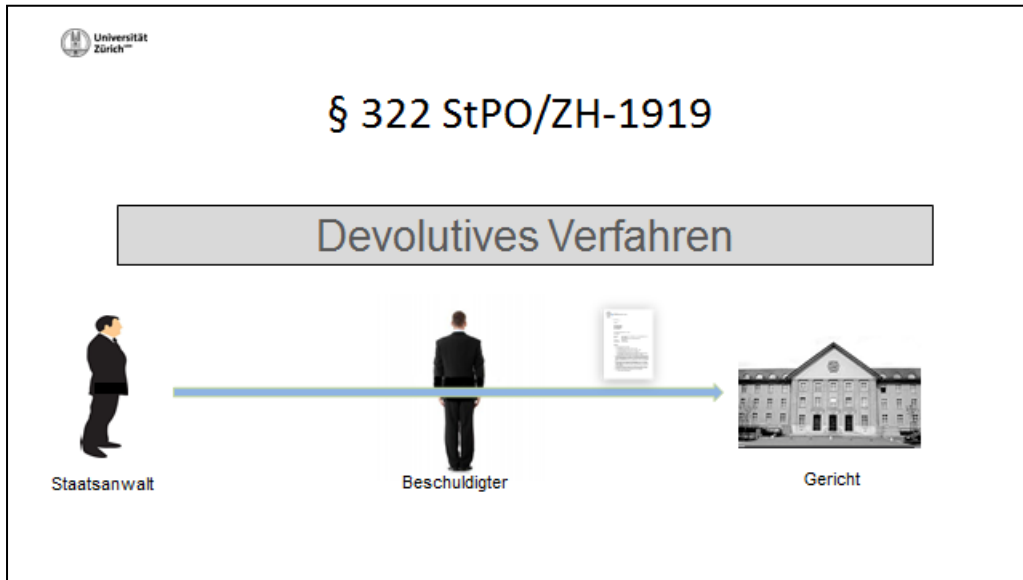 Universität
Zürich
§ 322 StPO/ZH-1919
Devolutives Verfahren
Staatsanwalt
Beschuldigter
Gericht